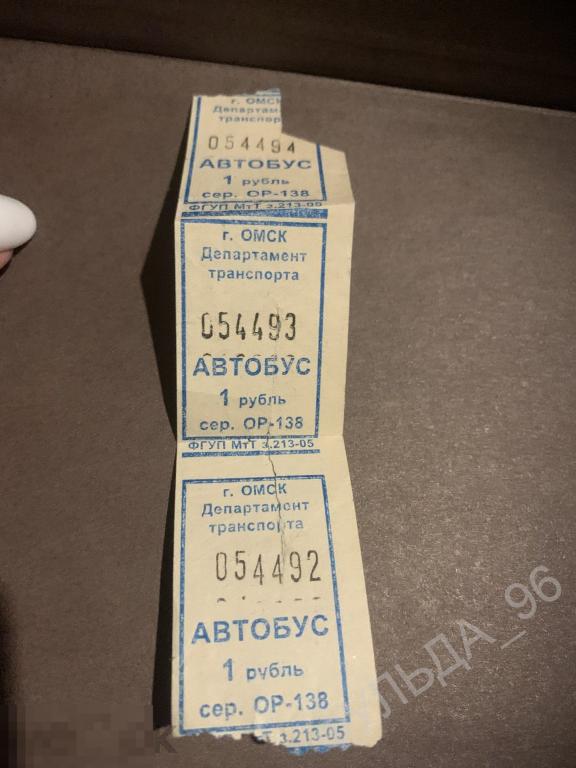 г. ОМСК
Департамент
транспорта
054494
АВТОБУС
1 рубль
сер. ОР-138
ФГУП МтТ з.213-05
г. ОМСК
Департамент
транспорта
054493
АВТОБУС
1 рубль
сер. ОР-138
ФГУП МтТ з.213-05
г. ОМСК
Департамент
транспорта
054492
АВТОБУС
1 рубль
сер. ОР-138
з.213-05